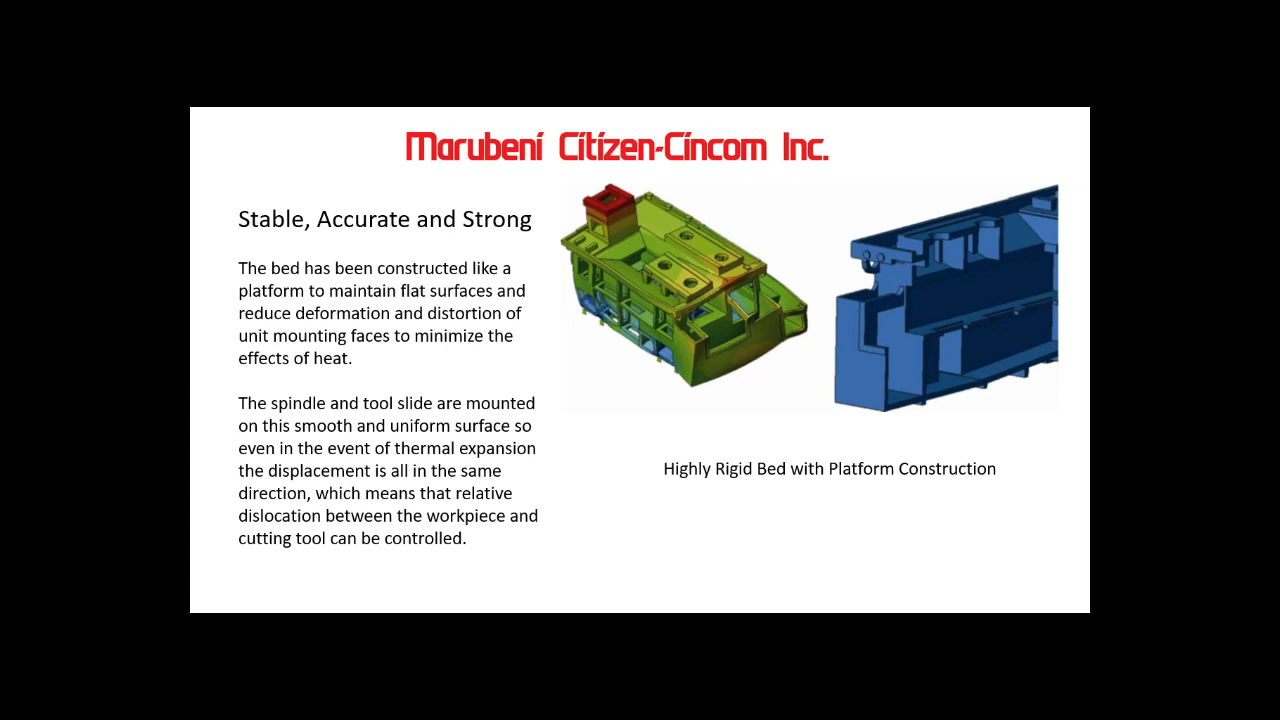 Marubeni Citizen-Cincom Inc.
Stable, Accurate and Strong
The bed has been constructed like a
platform to maintain flat surfaces and
reduce deformation and distortion of
unit mounting faces to minimize the
effects of heat.
The spindle and tool slide are mounted
on this smooth and uniform surface so
even in the event of thermal expansion
the displacement is all in the same
direction, which means that relative
dislocation between the workpiece and
cutting tool can be controlled.
Highly Rigid Bed with Platform Construction